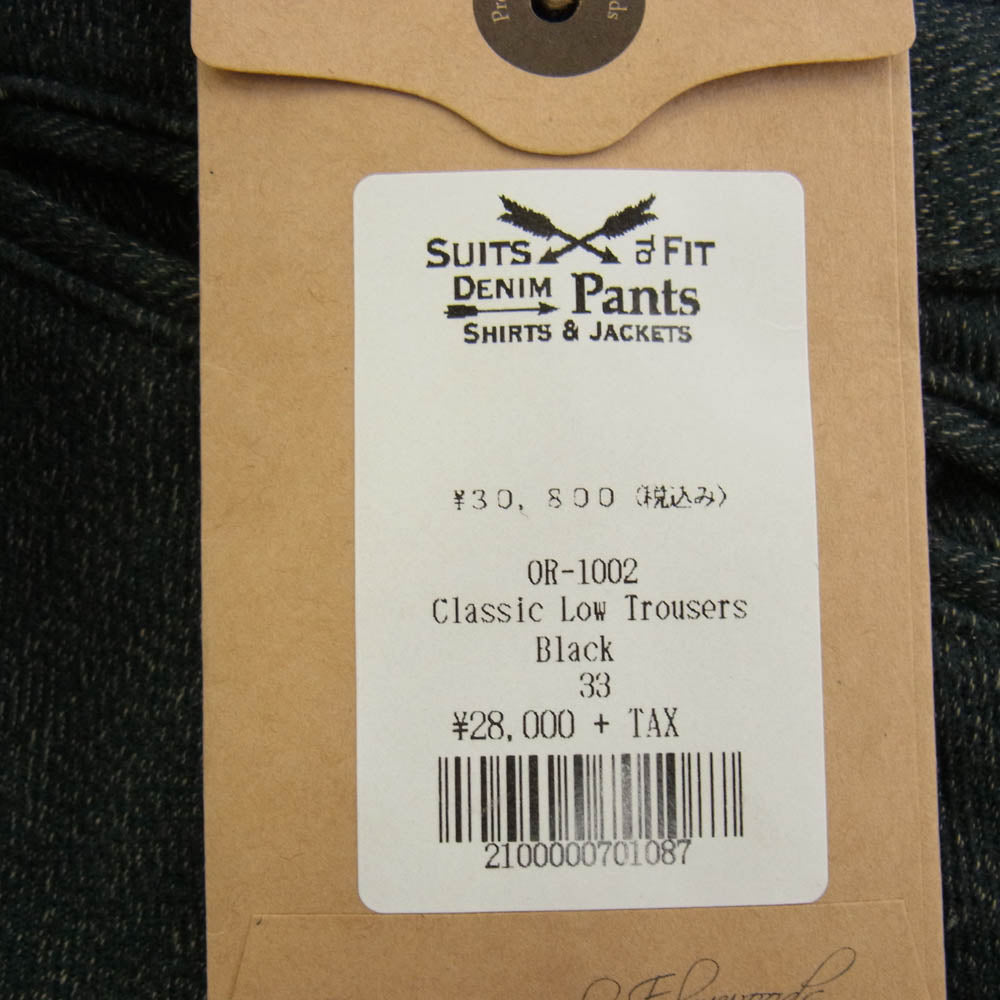 SUITS to FIT
DENIM Pants
SHIRTS & JACKETS
¥30,800(税込み)
OR-1002
Classic Low Trousers
Black
33
¥28,000 + TAX
2100000701087